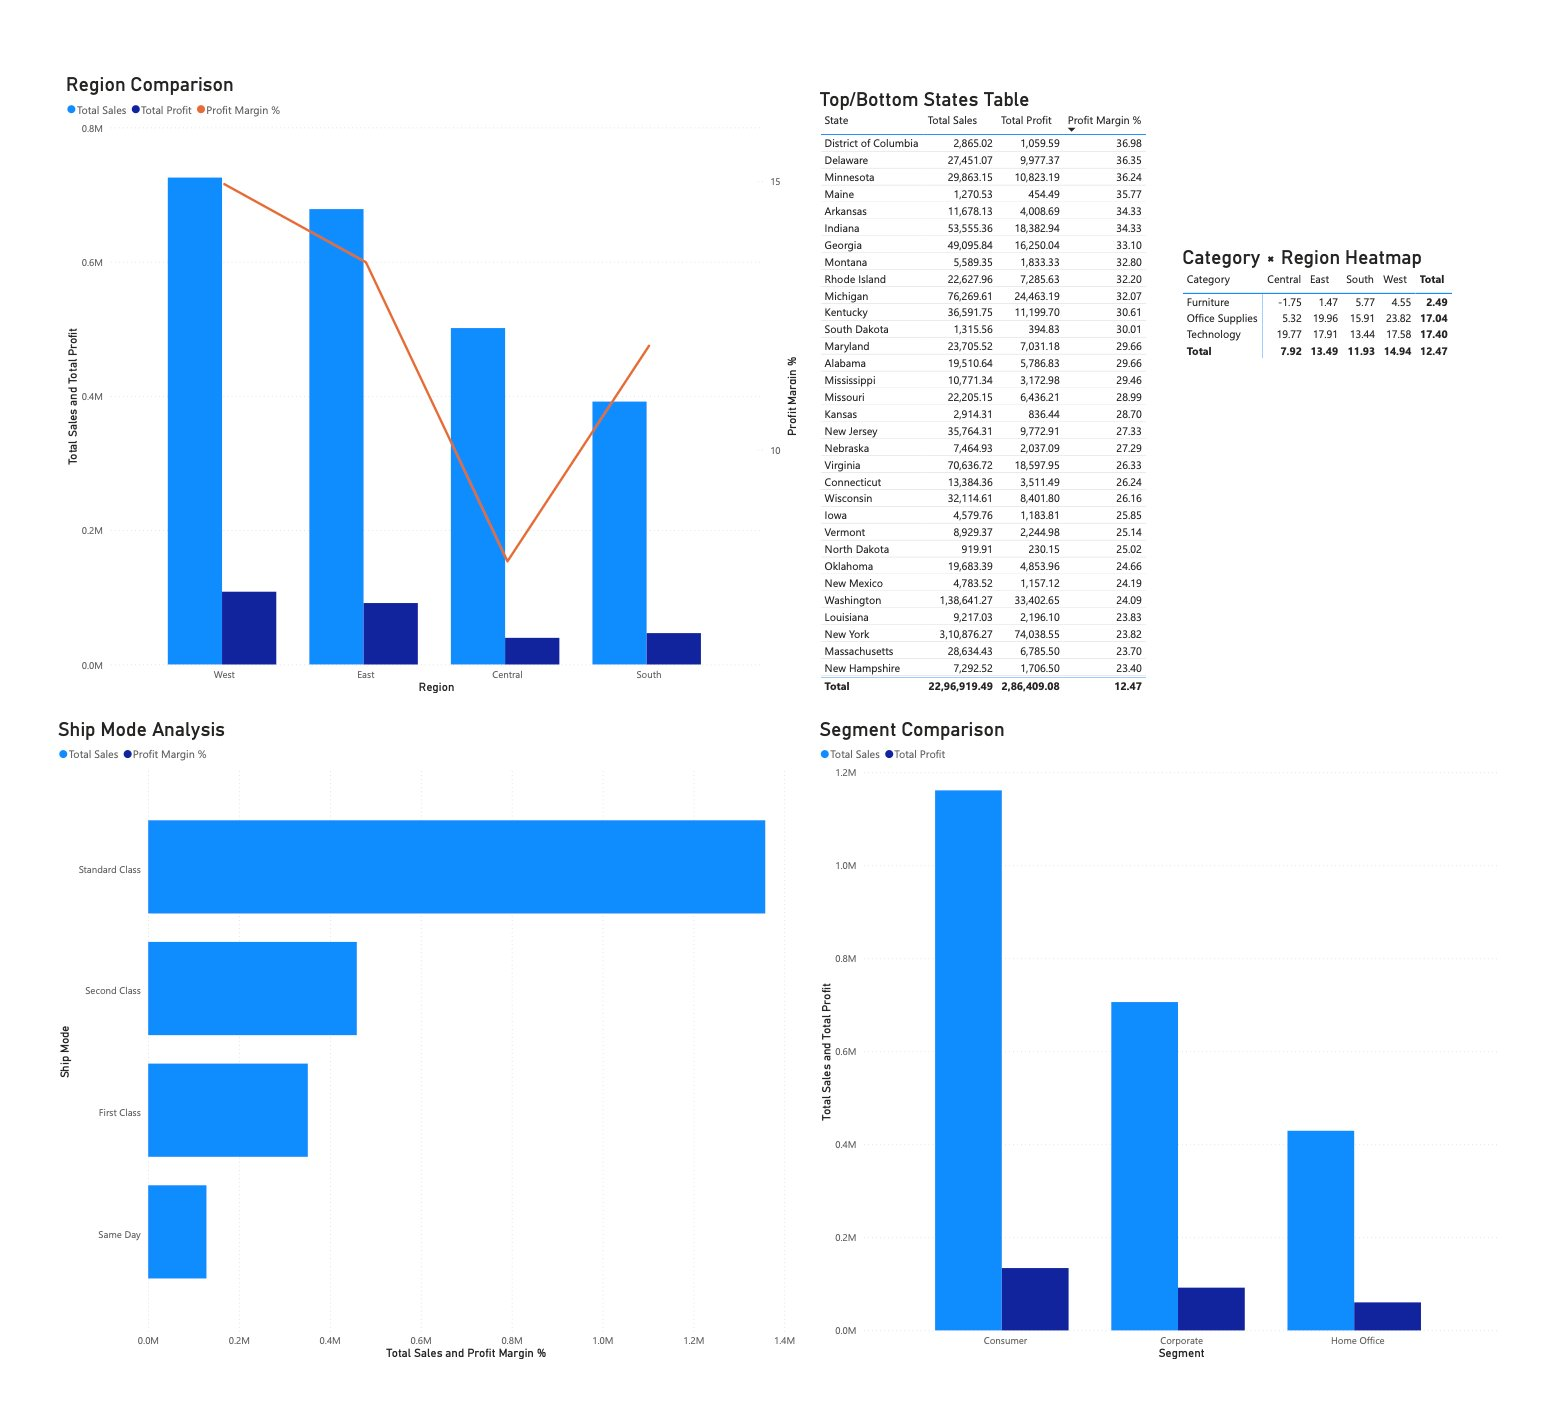 Region Comparison
Total Sales Total Profit Profit Margin %
0.8M
0.6M
0.4M
0.2M
0.0M
15
10
Total Sales and Total Profit
Profit Margin %
West East Central South
Region
Top/Bottom States Table
State Total Sales Total Profit Profit Margin %
District of Columbia 2,865.02 1,059.59 36.98
Delaware 27,451.07 9,977.37 36.35
Minnesota 29,863.15 10,823.19 36.24
Maine 1,270.53 454.49 35.77
Arkansas 11,678.13 4,008.69 34.33
Indiana 53,555.36 18,382.94 34.33
Georgia 49,095.84 16,250.04 33.10
Montana 5,589.35 1,833.33 32.80
Rhode Island 22,627.96 7,285.63 32.20
Michigan 76,269.61 24,463.19 32.07
Kentucky 36,591.75 11,199.70 30.61
South Dakota 1,315.56 394.83 30.01
Maryland 23,705.52 7,031.18 29.66
Alabama 19,510.64 5,786.83 29.66
Mississippi 10,771.34 3,172.98 29.46
Missouri 22,205.15 6,436.21 28.99
Kansas 2,914.31 836.44 28.70
New Jersey 35,764.31 9,772.91 27.33
Nebraska 7,464.93 2,037.09 27.29
Virginia 70,636.72 18,597.95 26.33
Connecticut 13,384.36 3,511.49 26.24
Wisconsin 32,114.61 8,401.80 26.16
Iowa 4,579.76 1,183.81 25.85
Vermont 8,929.37 2,244.98 25.14
North Dakota 919.91 230.15 25.02
Oklahoma 19,683.39 4,853.96 24.66
New Mexico 4,783.52 1,157.12 24.19
Washington 1,38,641.27 33,402.65 24.09
Louisiana 9,217.03 2,196.10 23.83
New York 3,10,876.27 74,038.55 23.82
Massachusetts 28,634.43 6,785.50 23.70
New Hampshire 7,292.52 1,706.50 23.40
Total 22,96,919.49 2,86,409.08 12.47
Category × Region Heatmap
Category Central East South West Total
Furniture -1.75 1.47 5.77 4.55 2.49
Office Supplies 5.32 19.96 15.91 23.82 17.04
Technology 19.77 17.91 13.44 17.58 17.40
Total 7.92 13.49 11.93 14.94 12.47
Ship Mode Analysis
Total Sales Profit Margin %
Ship Mode
Standard Class
Second Class
First Class
Same Day
0.0M 0.2M 0.4M 0.6M 0.8M 1.0M 1.2M 1.4M
Total Sales and Profit Margin %
Segment Comparison
Total Sales Total Profit
1.2M
1.0M
0.8M
0.6M
0.4M
0.2M
0.0M
Total Sales and Total Profit
Consumer Corporate Home Office
Segment